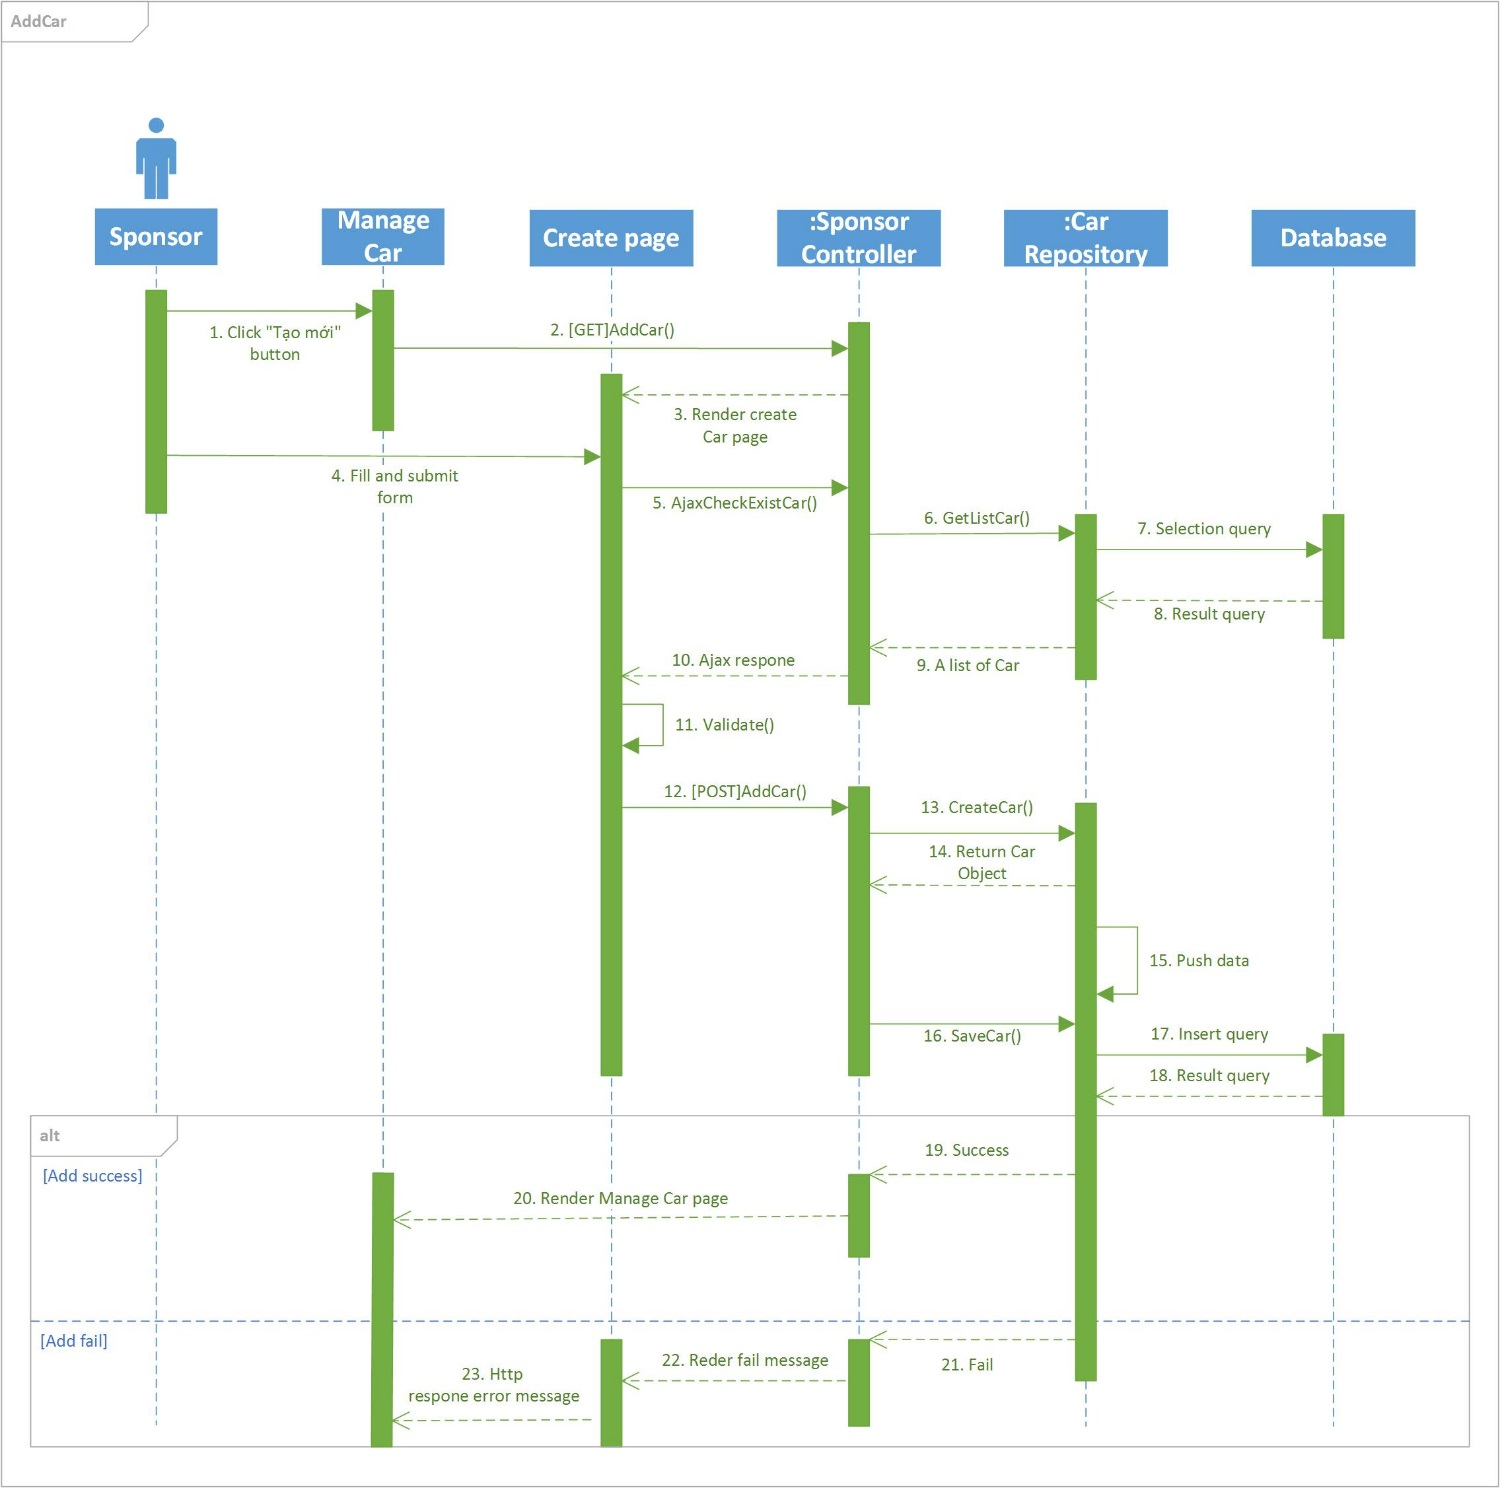 AddCar
Sponsor
Manage
Car
Create page
:Sponsor
Controller
:Car
Repository
Database
1. Click "Tạo mới"
button
2. [GET]AddCar()
3. Render create
Car page
4. Fill and submit
form
5. AjaxCheckExistCar()
6. GetListCar()
7. Selection query
8. Result query
9. A list of Car
10. Ajax respone
11. Validate()
12. [POST]AddCar()
13. CreateCar()
14. Return Car
Object
15. Push data
16. SaveCar()
17. Insert query
18. Result query
alt
[Add success]
19. Success
20. Render Manage Car page
[Add fail]
21. Fail
22. Reder fail message
23. Http
respone error message